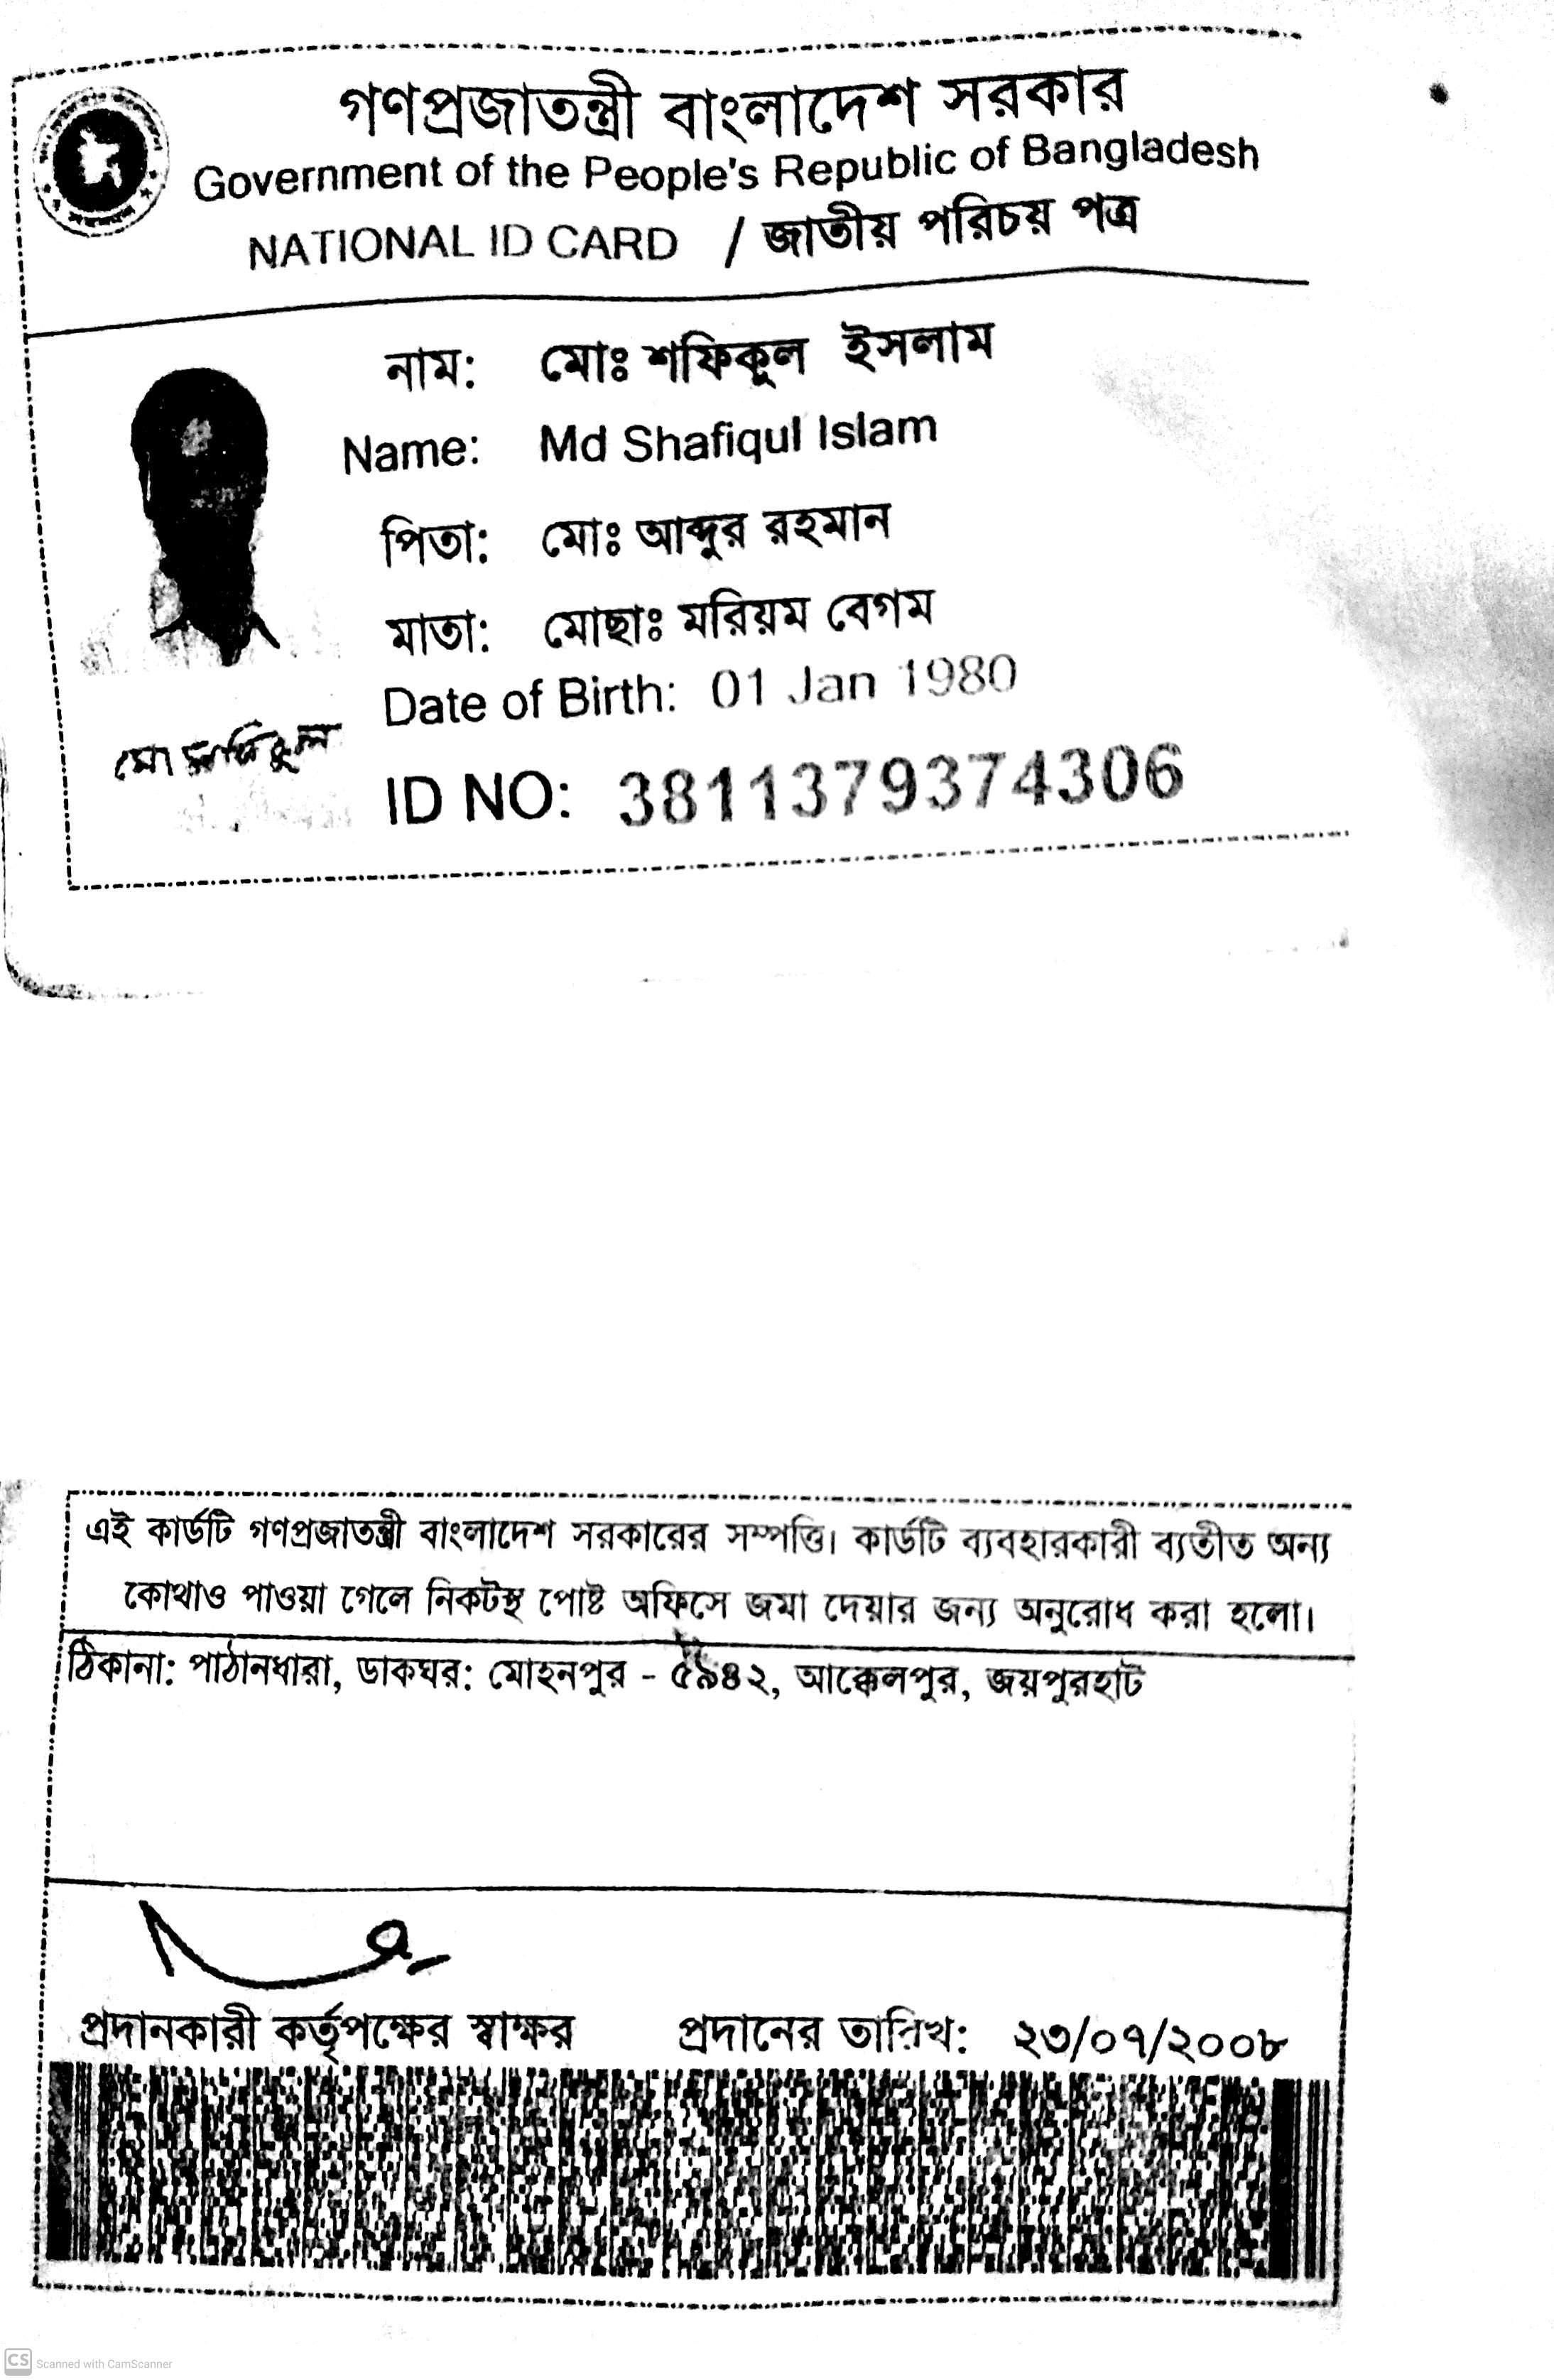 গণপ্রজাতন্ত্রী বাংলাদেশ সরকার
Government of the People's Republic of Bangladesh
NATIONAL ID CARD / জাতীয় পরিচয় পত্র
নাম: মোঃ শফিকুল ইসলাম
Name: Md Shafiqul Islam
পিতা: মোঃ আব্দুর রহমান
মাতা: মোছাঃ মরিয়ম বেগম
Date of Birth: 01 Jan 1980
মো শফিকুল
ID NO: 3811379374306
এই কার্ডটি গণপ্রজাতন্ত্রী বাংলাদেশ সরকারের সম্পত্তি। কার্ডটি ব্যবহারকারী ব্যতীত অন্য
কোথাও পাওয়া গেলে নিকটস্থ পোষ্ট অফিসে জমা দেয়ার জন্য অনুরোধ করা হলো।
ঠিকানা: পাঠানধারা, ডাকঘর: মোহনপুর - ৫৯৪২, আক্কেলপুর, জয়পুরহাট
প্রদানকারী কর্তৃপক্ষের স্বাক্ষর প্রদানের তারিখ: ২৩/০৭/২০০৮
CS Scanned with CamScanner